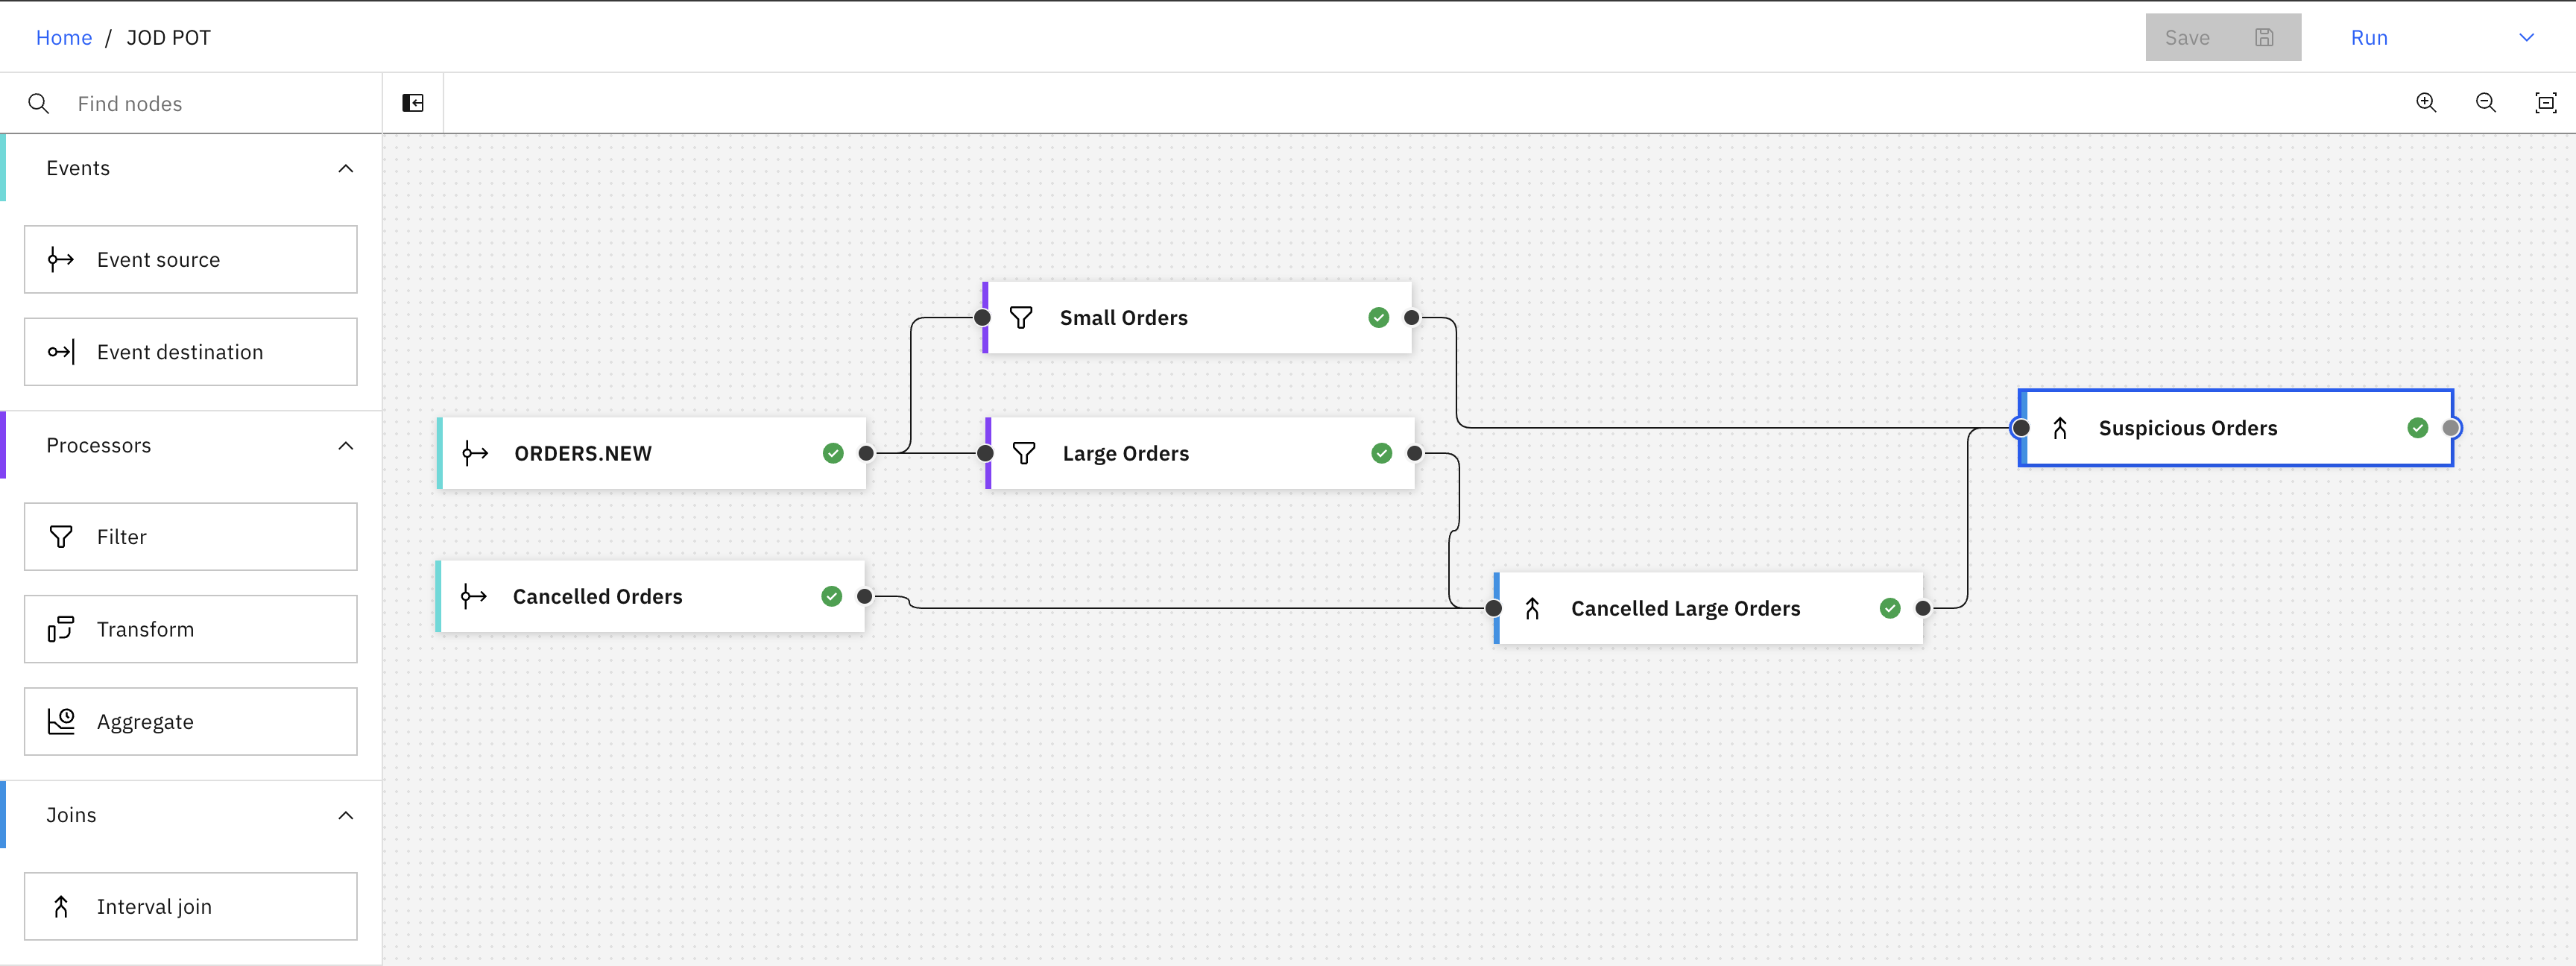 Home / JOD POT
Save
Run
Find nodes
Events
Event source
Event destination
Processors
Filter
Transform
Aggregate
Joins
Interval join
Small Orders
ORDERS.NEW
Large Orders
Suspicious Orders
Cancelled Orders
Cancelled Large Orders